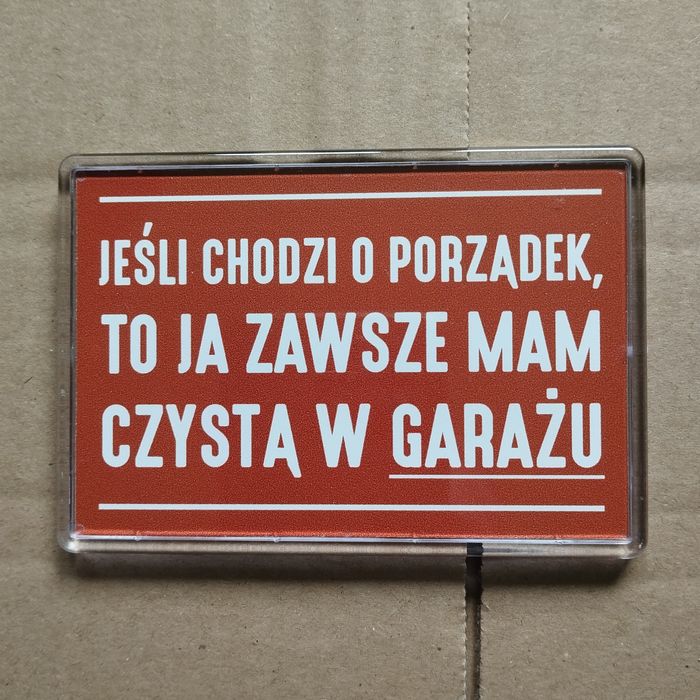 JEŚLI CHODZI O PORZĄDEK,
TO JA ZAWSZE MAM
CZYSTĄ W GARAŻU